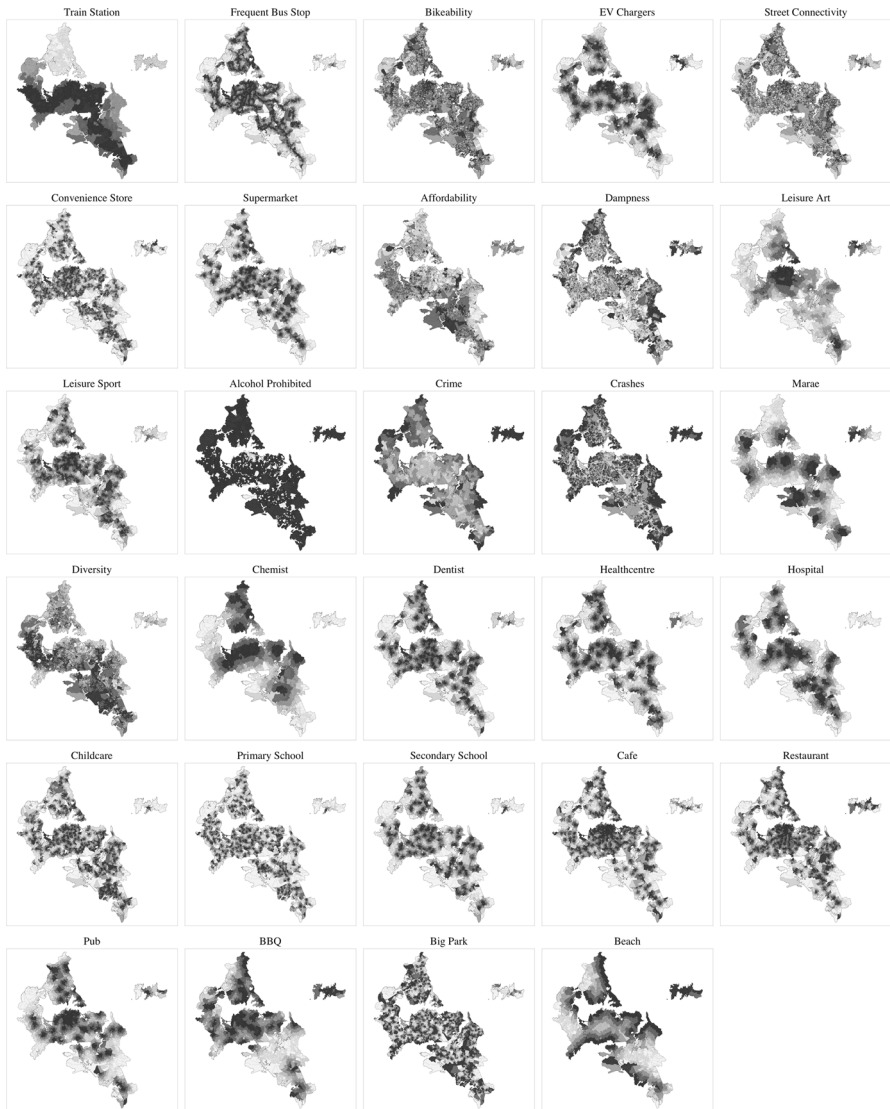 Train Station
Frequent Bus Stop
Bikeability
EV Chargers
Street Connectivity
Convenience Store
Supermarket
Affordability
Dampness
Leisure Art
Leisure Sport
Alcohol Prohibited
Crime
Crashes
Marae
Diversity
Chemist
Dentist
Healthcentre
Hospital
Childcare
Primary School
Secondary School
Cafe
Restaurant
Pub
BBQ
Big Park
Beach